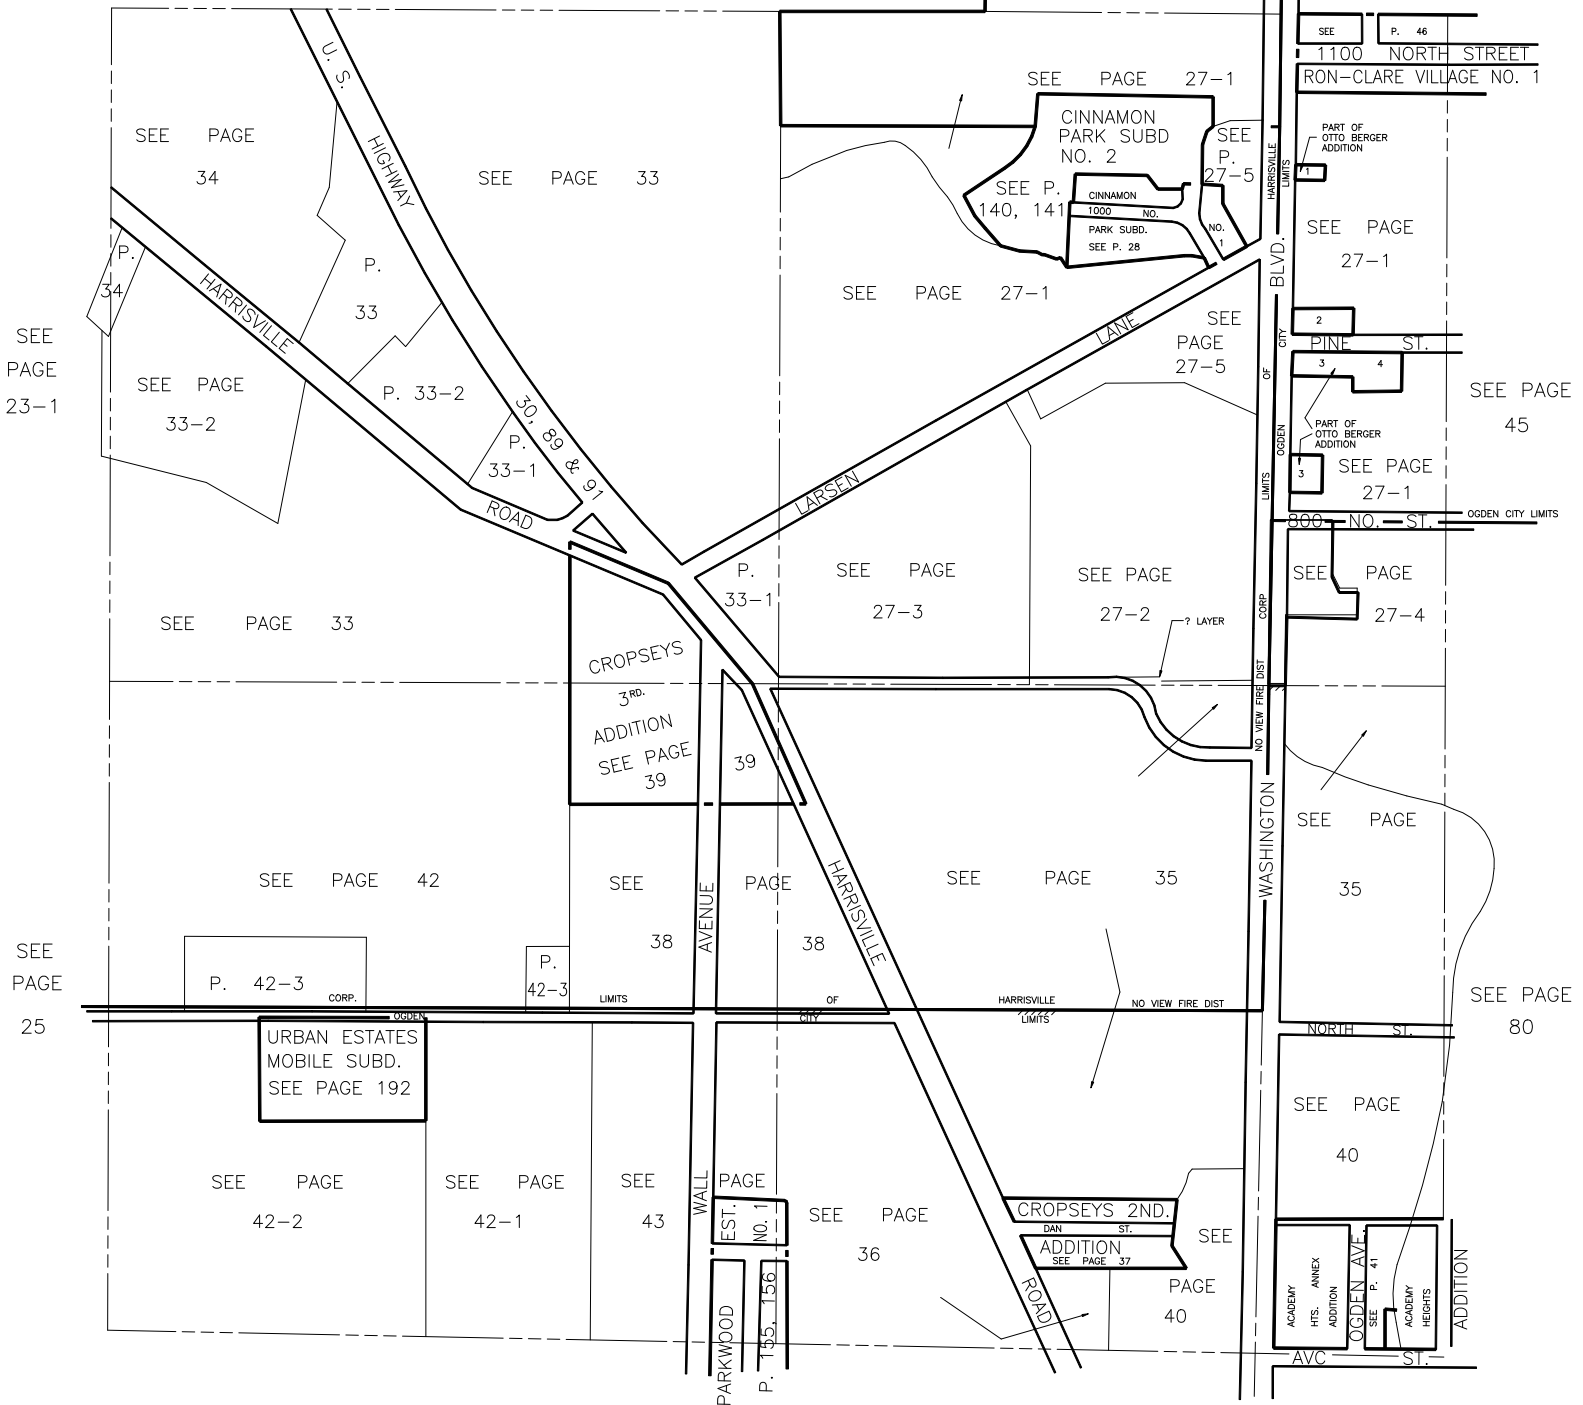 SEE P. 46
1100 NORTH STREET
RON-CLARE VILLAGE NO. 1
U. S. HIGHWAY 30, 89 & 91
SEE PAGE 27-1
CINNAMON
PARK SUBD
NO. 2
SEE P.
140, 141
SEE
P.
27-5
PART OF
OTTO BERGER
ADDITION
1
SEE PAGE
34
SEE PAGE 33
CINNAMON
1000 NO.
PARK SUBD.
SEE P. 28
NO.
1
HARRISVILLE
LIMITS
SEE PAGE
27-1
P.
34
P.
33
HARRISVILLE
ROAD
SEE PAGE 27-1
BLVD.
SEE
PAGE
23-1
SEE PAGE
33-2
P. 33-2
P.
33-1
LARSEN LANE
SEE
PAGE
27-5
2
PINE ST.
3 4
CITY
OF
OGDEN
LIMITS
CORP
SEE PAGE
45
PART OF
OTTO BERGER
ADDITION
3
SEE PAGE
27-1
OGDEN CITY LIMITS
800 NO. ST.
SEE PAGE 33
P.
33-1
SEE PAGE
27-3
SEE PAGE
27-2
? LAYER
SEE PAGE
27-4
CROPSEYS
3RD.
ADDITION
SEE PAGE
39
39
NO VIEW FIRE DIST
WASHINGTON
SEE PAGE 42
SEE PAGE
38 38
WALL AVENUE
HARRISVILLE
ROAD
SEE PAGE 35
SEE PAGE
35
SEE
PAGE
25
P. 42-3
P.
42-3
CORP. LIMITS OF HARRISVILLE NO VIEW FIRE DIST
OGDEN CITY LIMITS
SEE PAGE
80
NORTH ST.
URBAN ESTATES
MOBILE SUBD.
SEE PAGE 192
SEE PAGE
42-2
SEE PAGE
42-1
SEE PAGE
43
SEE PAGE
40
PARKWOOD EST. NO. 1
P. 155, 156
SEE PAGE
36
CROPSEYS 2ND.
DAN ST.
ADDITION
SEE PAGE 37
SEE
PAGE
40
ACADEMY
HTS. ANNEX
ADDITION
OGDEN AVE.
SEE P. 41
ACADEMY
HEIGHTS
ADDITION
AVC ST.